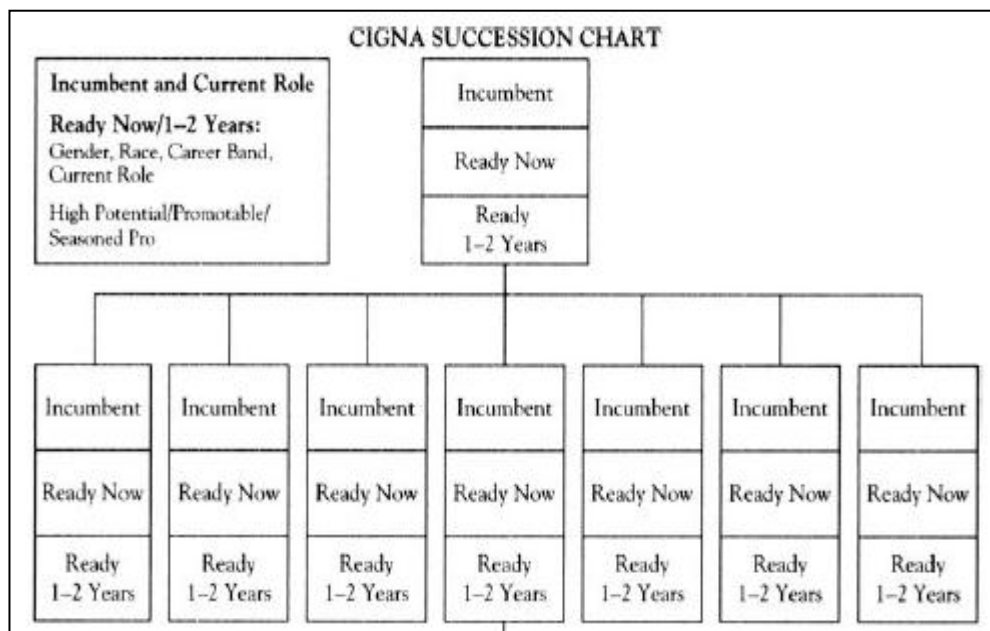 CIGNA SUCCESSION CHART
Incumbent and Current Role
Ready Now/1–2 Years:
Gender, Race, Career Band,
Current Role
High Potential/Promotable/
Seasoned Pro
Incumbent
Ready Now
Ready
1–2 Years
Incumbent Incumbent Incumbent Incumbent Incumbent Incumbent Incumbent
Ready Now Ready Now Ready Now Ready Now Ready Now Ready Now Ready Now
Ready Ready Ready Ready Ready Ready Ready
1–2 Years 1–2 Years 1–2 Years 1–2 Years 1–2 Years 1–2 Years 1–2 Years